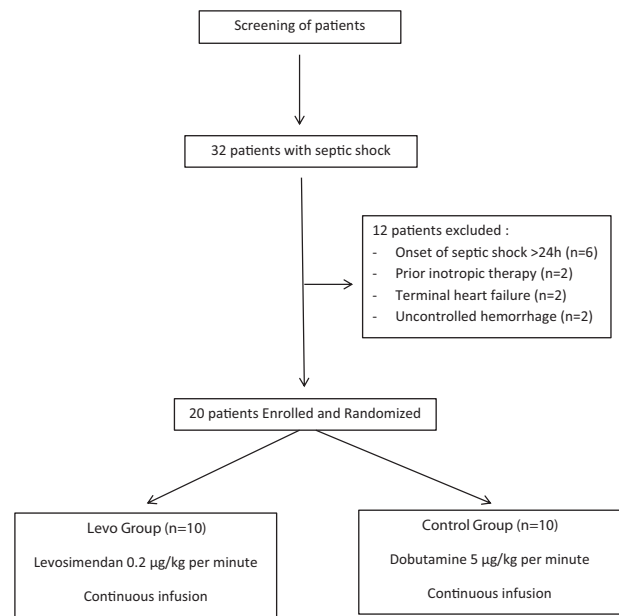 Screening of patients
32 patients with septic shock
12 patients excluded :
- Onset of septic shock >24h (n=6)
- Prior inotropic therapy (n=2)
- Terminal heart failure (n=2)
- Uncontrolled hemorrhage (n=2)
20 patients Enrolled and Randomized
Levo Group (n=10)
Levosimendan 0.2 µg/kg per minute
Continuous infusion
Control Group (n=10)
Dobutamine 5 µg/kg per minute
Continuous infusion